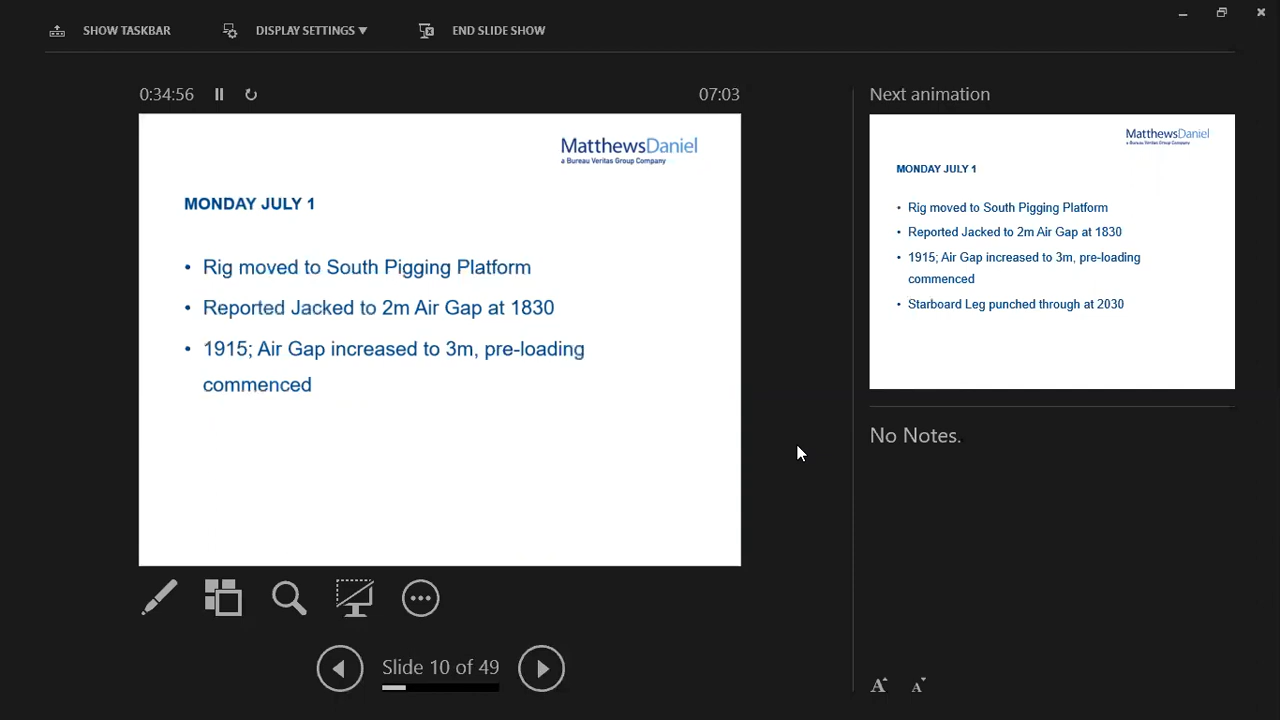 SHOW TASKBAR
DISPLAY SETTINGS ▼
END SLIDE SHOW
0:34:56
07:03
MatthewsDaniel
a Bureau Veritas Group Company
MONDAY JULY 1
• Rig moved to South Pigging Platform
• Reported Jacked to 2m Air Gap at 1830
• 1915; Air Gap increased to 3m, pre-loading
commenced
Slide 10 of 49
Next animation
MatthewsDaniel
a Bureau Veritas Group Company
MONDAY JULY 1
• Rig moved to South Pigging Platform
• Reported Jacked to 2m Air Gap at 1830
• 1915; Air Gap increased to 3m, pre-loading
commenced
• Starboard Leg punched through at 2030
No Notes.
A A